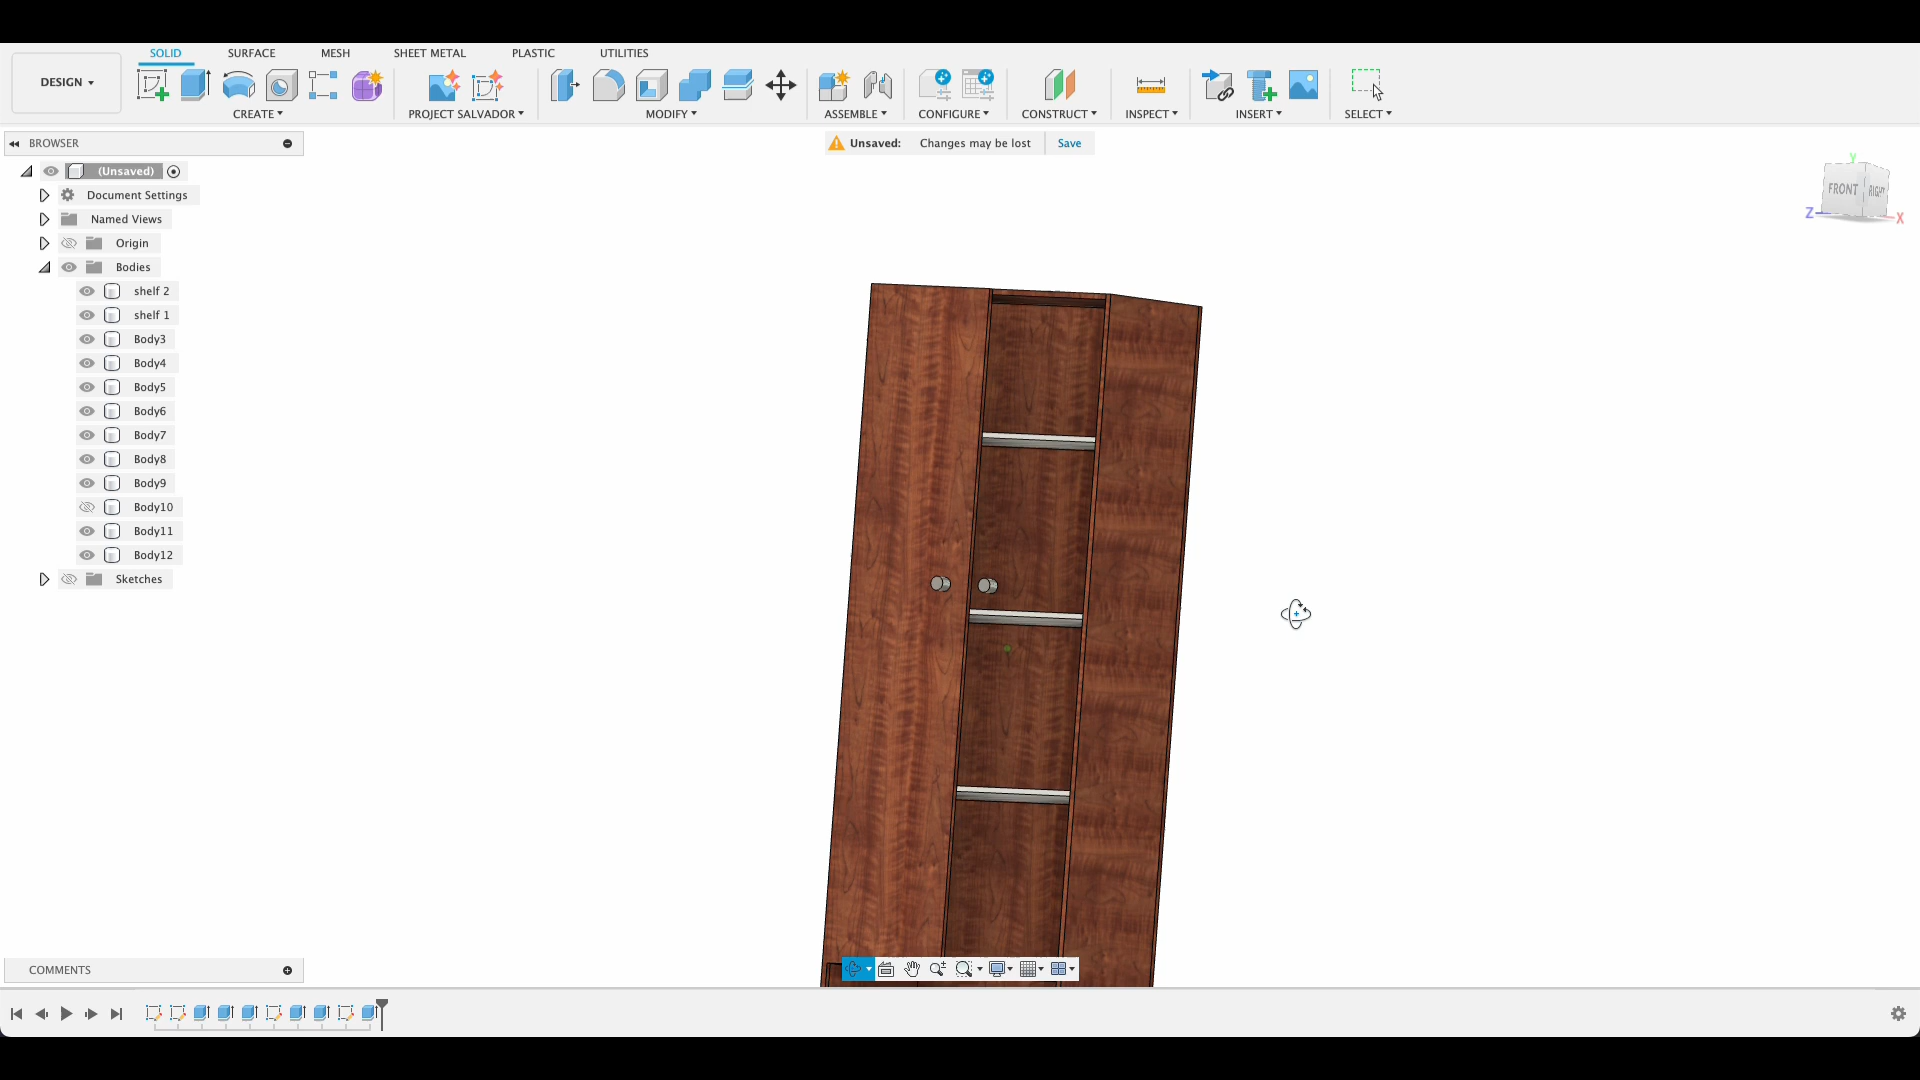 SOLID SURFACE MESH SHEET METAL PLASTIC UTILITIES
DESIGN
CREATE PROJECT SALVADOR MODIFY ASSEMBLE CONFIGURE CONSTRUCT INSPECT INSERT SELECT
BROWSER
Unsaved: Changes may be lost Save
(Unsaved)
Document Settings
Named Views
Origin
Bodies
shelf 2
shelf 1
Body3
Body4
Body5
Body6
Body7
Body8
Body9
Body10
Body11
Body12
Sketches
Y
FRONT RIGHT
Z X
COMMENTS